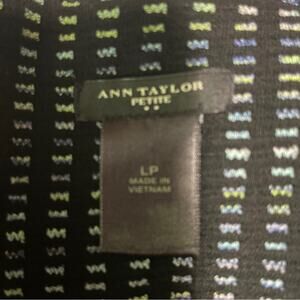 ANN TAYLOR
PETITE
LP
MADE IN
VIETNAM